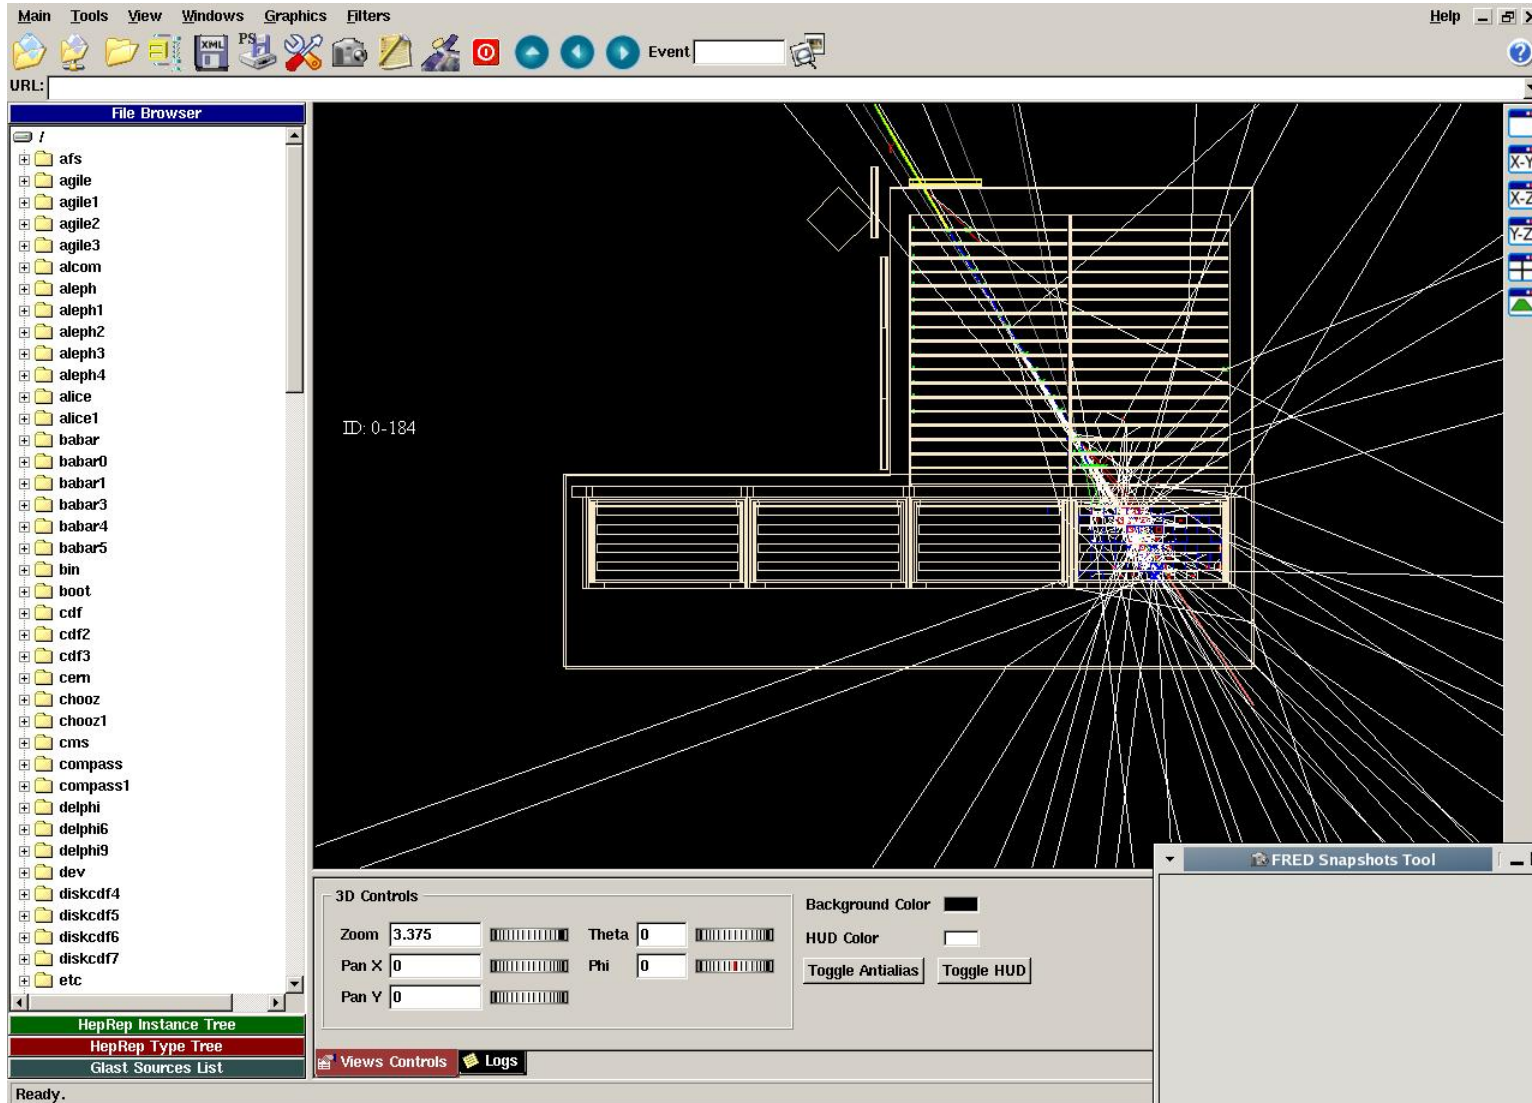 Main Tools View Windows Graphics Filters Help
XML PS Event
URL:
File Browser
/
afs
agile
agile1
agile2
agile3
alcom
aleph
aleph1
aleph2
aleph3
aleph4
alice
alice1
babar
babar0
babar1
babar3
babar4
babar5
bin
boot
cdf
cdf2
cdf3
cern
chooz
chooz1
cms
compass
compass1
delphi
delphi6
delphi9
dev
diskcdf4
diskcdf5
diskcdf6
diskcdf7
etc
HepRep Instance Tree
HepRep Type Tree
Glast Sources List
Ready.
ID: 0-184
Y
X-Y
X-Z
Y-Z
3D Controls
Zoom 3.375 Theta 0
Pan X 0 Phi 0
Pan Y 0
Background Color
HUD Color
Toggle Antialias Toggle HUD
Views Controls Logs
FRED Snapshots Tool